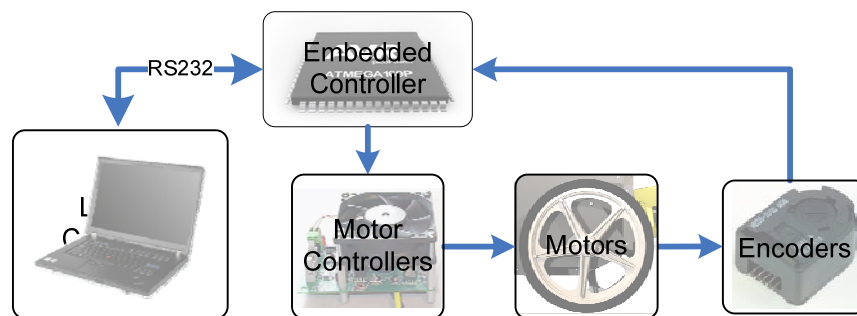 Embedded
Controller
ATMEGA
RS232
L
C
Motor
Controllers
Motors
Encoders